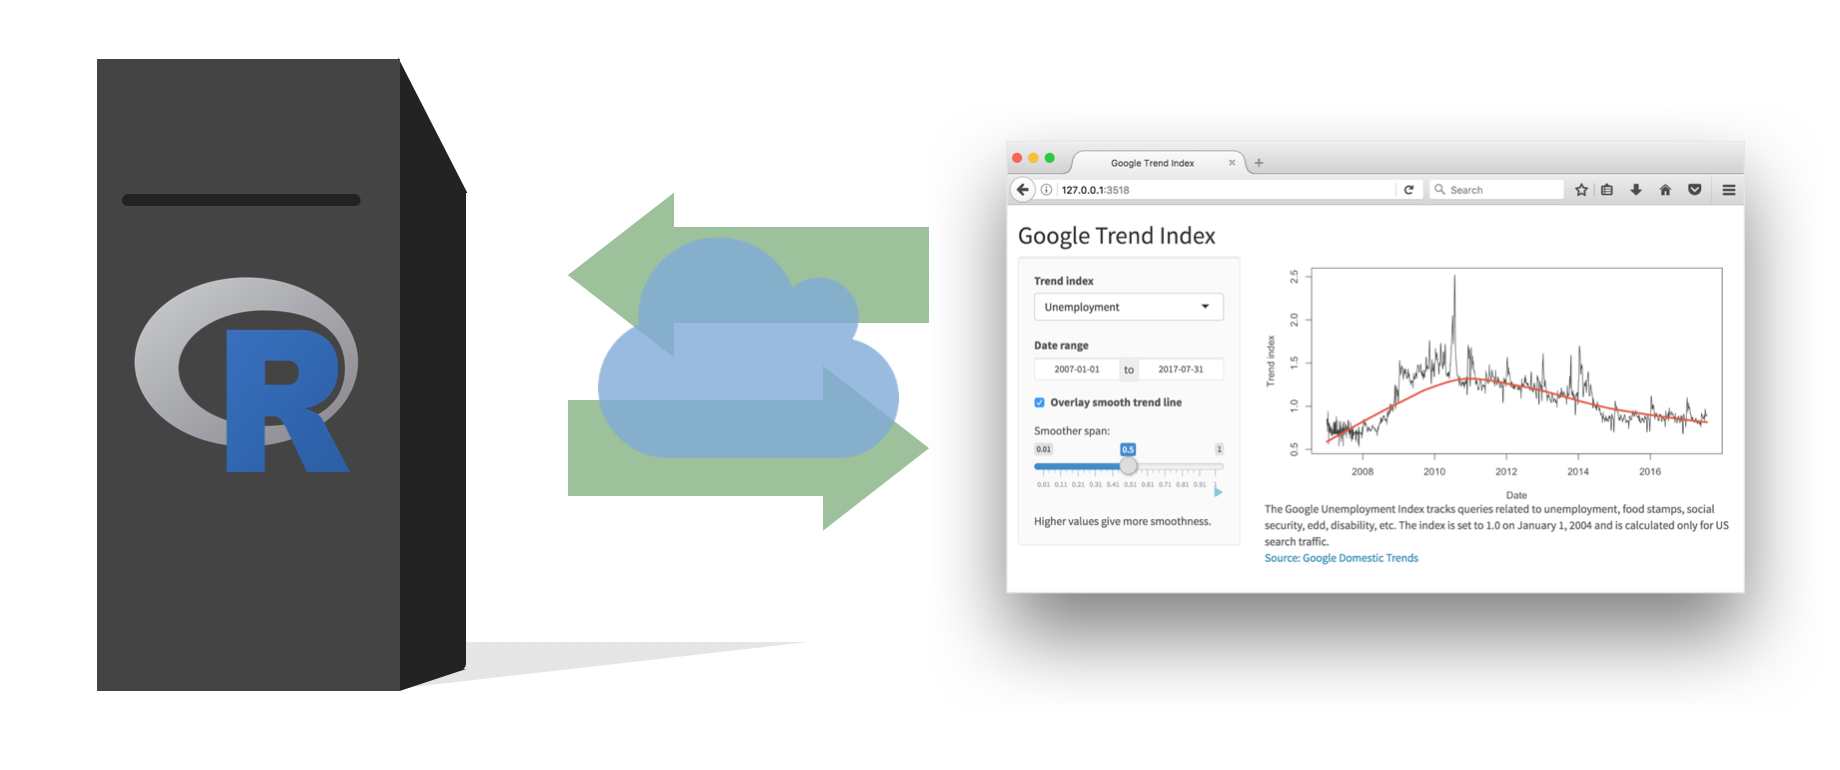 R
Google Trend Index
127.0.0.1:3518
Search
Google Trend Index
Trend index
Unemployment
Date range
2007-01-01 to 2017-07-31
Overlay smooth trend line
Smoother span:
0.01 0.5 1
0.01 0.11 0.21 0.31 0.41 0.51 0.61 0.71 0.81 0.91 1
Higher values give more smoothness.
Trend index
2.5
2.0
1.5
1.0
0.5
2008 2010 2012 2014 2016
Date
The Google Unemployment Index tracks queries related to unemployment, food stamps, social
security, edd, disability, etc. The index is set to 1.0 on January 1, 2004 and is calculated only for US
search traffic.
Source: Google Domestic Trends